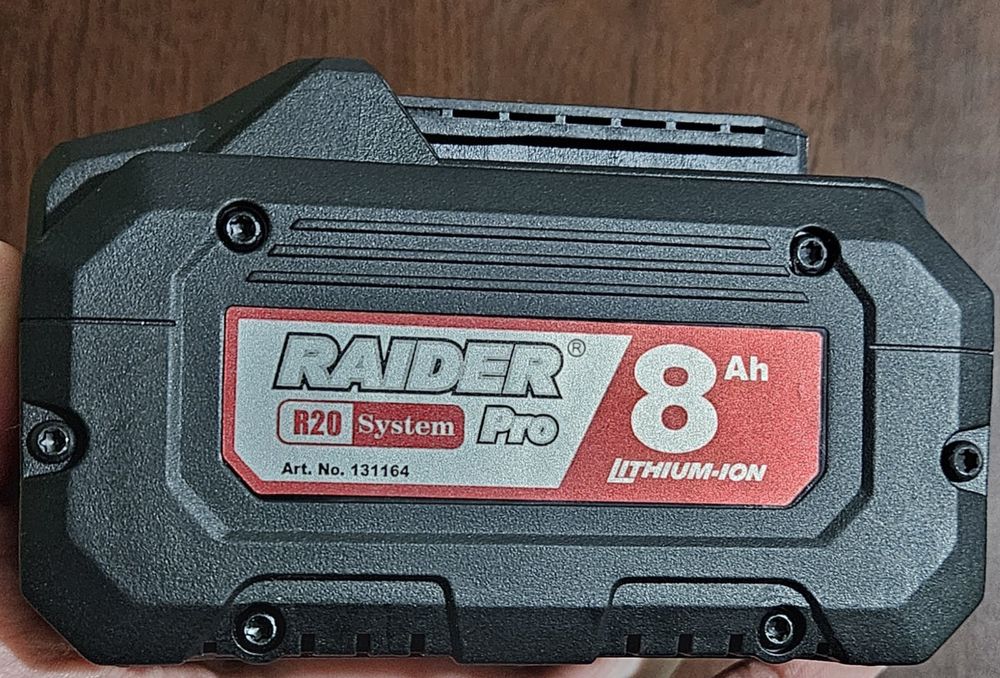 RAIDER®
R20 System Pro
Art. No. 131164
8 Ah
LITHIUM-ION